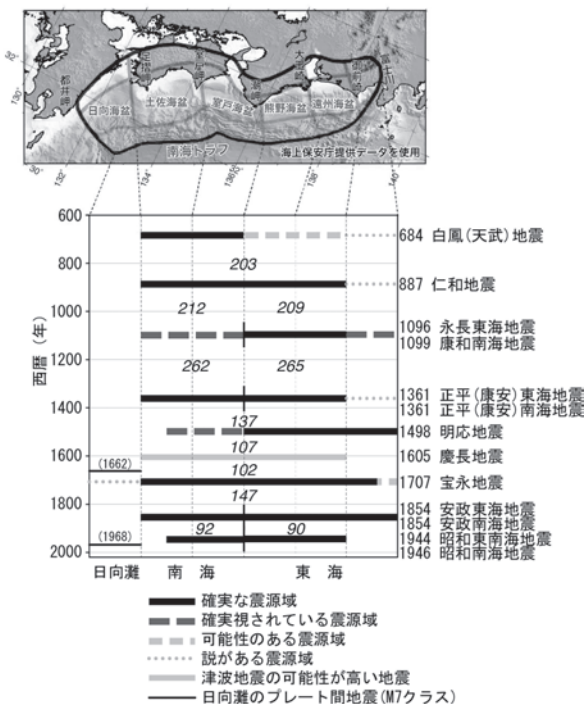 都井岬
足摺岬
室戸岬
潮岬
大王崎
御前崎
富士川
日向海盆
土佐海盆
室戸海盆
熊野海盆
遠州海盆
南海トラフ
海上保安庁提供データを使用
32°
30°
132°
134°
136°
138°
140°
西暦(年)
600
800
1000
1200
1400
1600
1800
2000
684 白鳳(天武)地震
203
887 仁和地震
212
209
1096 永長東海地震
1099 康和南海地震
262
265
1361 正平(康安)東海地震
1361 正平(康安)南海地震
137
1498 明応地震
107
1605 慶長地震
(1662)
102
1707 宝永地震
147
1854 安政東海地震
1854 安政南海地震
(1968)
92
90
1944 昭和東南海地震
1946 昭和南海地震
日向灘 南 海 東 海
確実な震源域
確実視されている震源域
可能性のある震源域
説がある震源域
津波地震の可能性が高い地震
日向灘のプレート間地震(M7クラス)